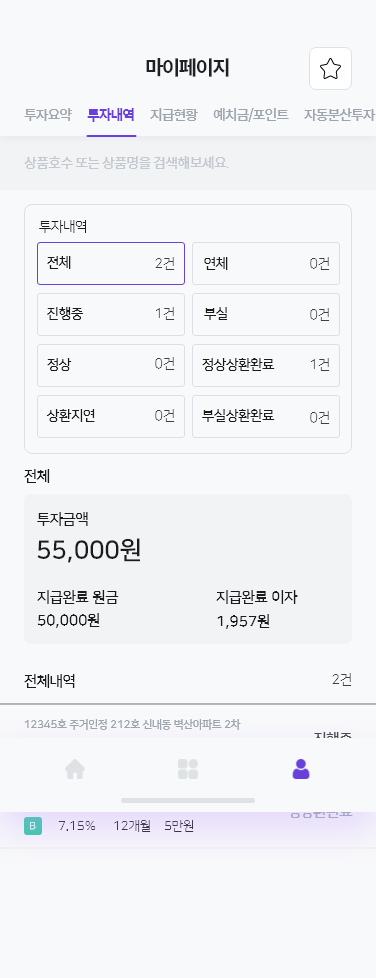 마이페이지
투자요약 투자내역 지급현황 예치금/포인트 자동분산투자
상품호수 또는 상품명을 검색해보세요.
투자내역
전체 2건 연체 0건
진행중 1건 부실 0건
정상 0건 정상상환완료 1건
상환지연 0건 부실상환완료 0건
전체
투자금액
55,000원
지급완료 원금 지급완료 이자
50,000원 1,957원
전체내역 2건
12345호 주거안정 212호 신내동 벽산아파트 2차
진행중
B 7.15% 12개월 5만원